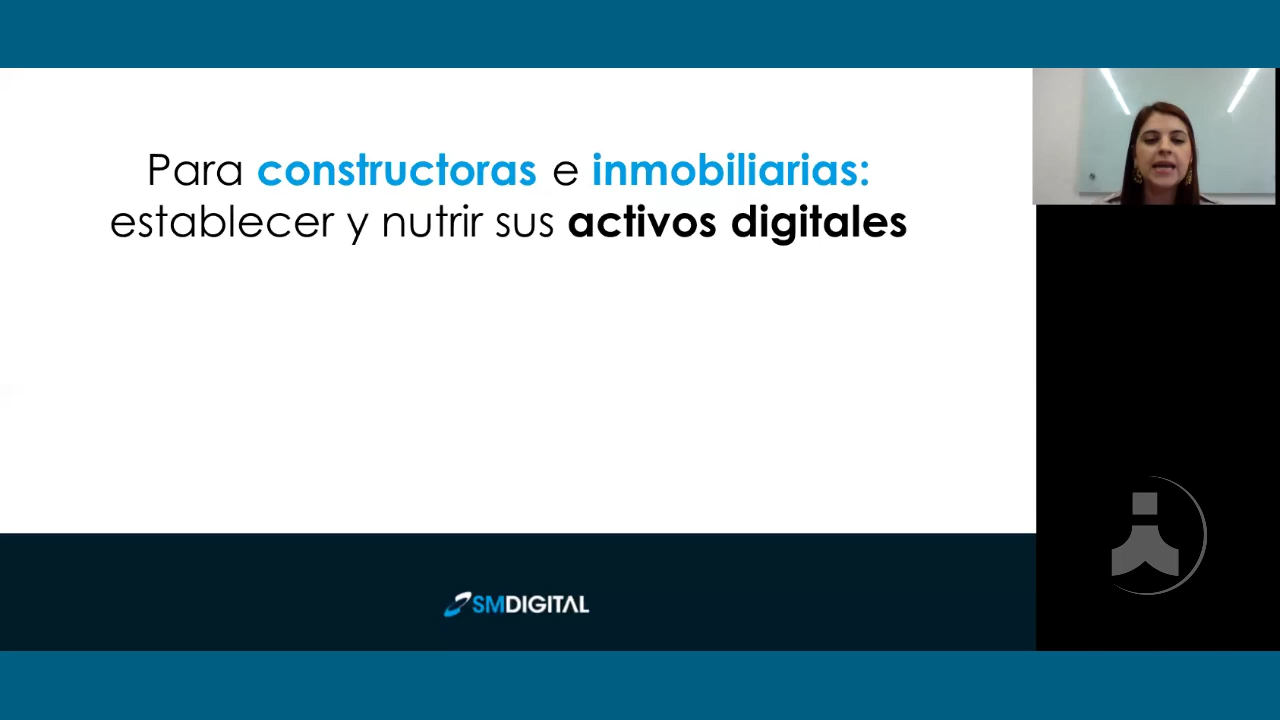 Para constructoras e inmobiliarias:
establecer y nutrir sus activos digitales
SMDIGITAL